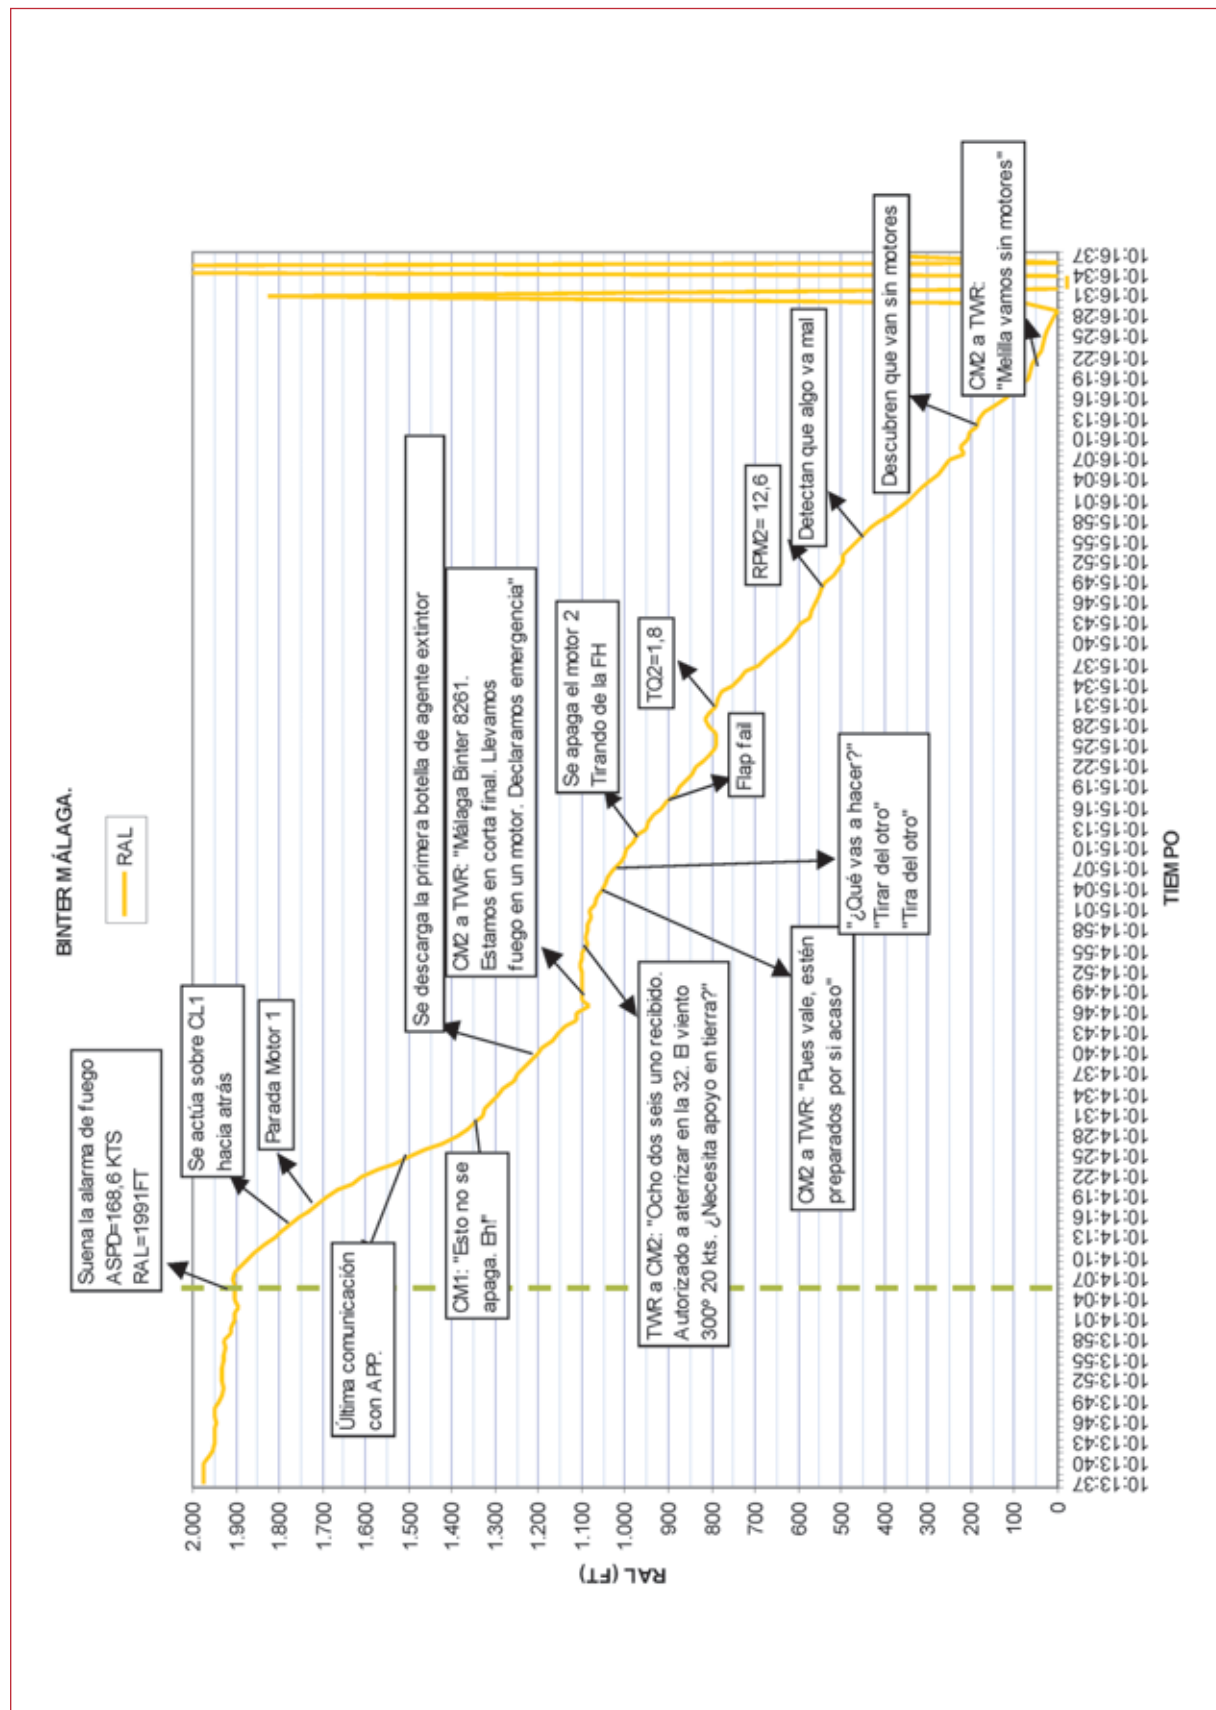 BINTER MÁLAGA.
RAL
Suena la alarma de fuego
ASPD=168,6 KTS
RAL=1991FT
Se actúa sobre CL1
hacia atrás
Parada Motor 1
Última comunicación
con APP.
CM1: "Esto no se
apaga. Eh!"
Se descarga la primera botella de agente extintor
CM2 a TWR: "Málaga Binter 8261.
Estamos en corta final. Llevamos
fuego en un motor. Declaramos emergencia"
TWR a CM2: "Ocho dos seis uno recibido.
Autorizado a aterrizar en la 32. El viento
300º 20 kts. ¿Necesita apoyo en tierra?"
CM2 a TWR: "Pues vale, estén
preparados por si acaso"
"¿Qué vas a hacer?"
"Tirar del otro"
"Tira del otro"
Se apaga el motor 2
Tirando de la FH
Flap fail
TQ2=1,8
RPM2= 12,6
Detectan que algo va mal
Descubren que van sin motores
CM2 a TWR:
"Melilla vamos sin motores"
RAL (FT)
2.000
1.900
1.800
1.700
1.600
1.500
1.400
1.300
1.200
1.100
1.000
900
800
700
600
500
400
300
200
100
0
10:13:37
10:13:40
10:13:43
10:13:46
10:13:49
10:13:52
10:13:55
10:13:58
10:14:01
10:14:04
10:14:07
10:14:10
10:14:13
10:14:16
10:14:19
10:14:22
10:14:25
10:14:28
10:14:31
10:14:34
10:14:37
10:14:40
10:14:43
10:14:46
10:14:49
10:14:52
10:14:55
10:14:58
10:15:01
10:15:04
10:15:07
10:15:10
10:15:13
10:15:16
10:15:19
10:15:22
10:15:25
10:15:28
10:15:31
10:15:34
10:15:37
10:15:40
10:15:43
10:15:46
10:15:49
10:15:52
10:15:55
10:15:58
10:16:01
10:16:04
10:16:07
10:16:10
10:16:13
10:16:16
10:16:19
10:16:22
10:16:25
10:16:28
10:16:31
10:16:34
10:16:37
TIEMPO